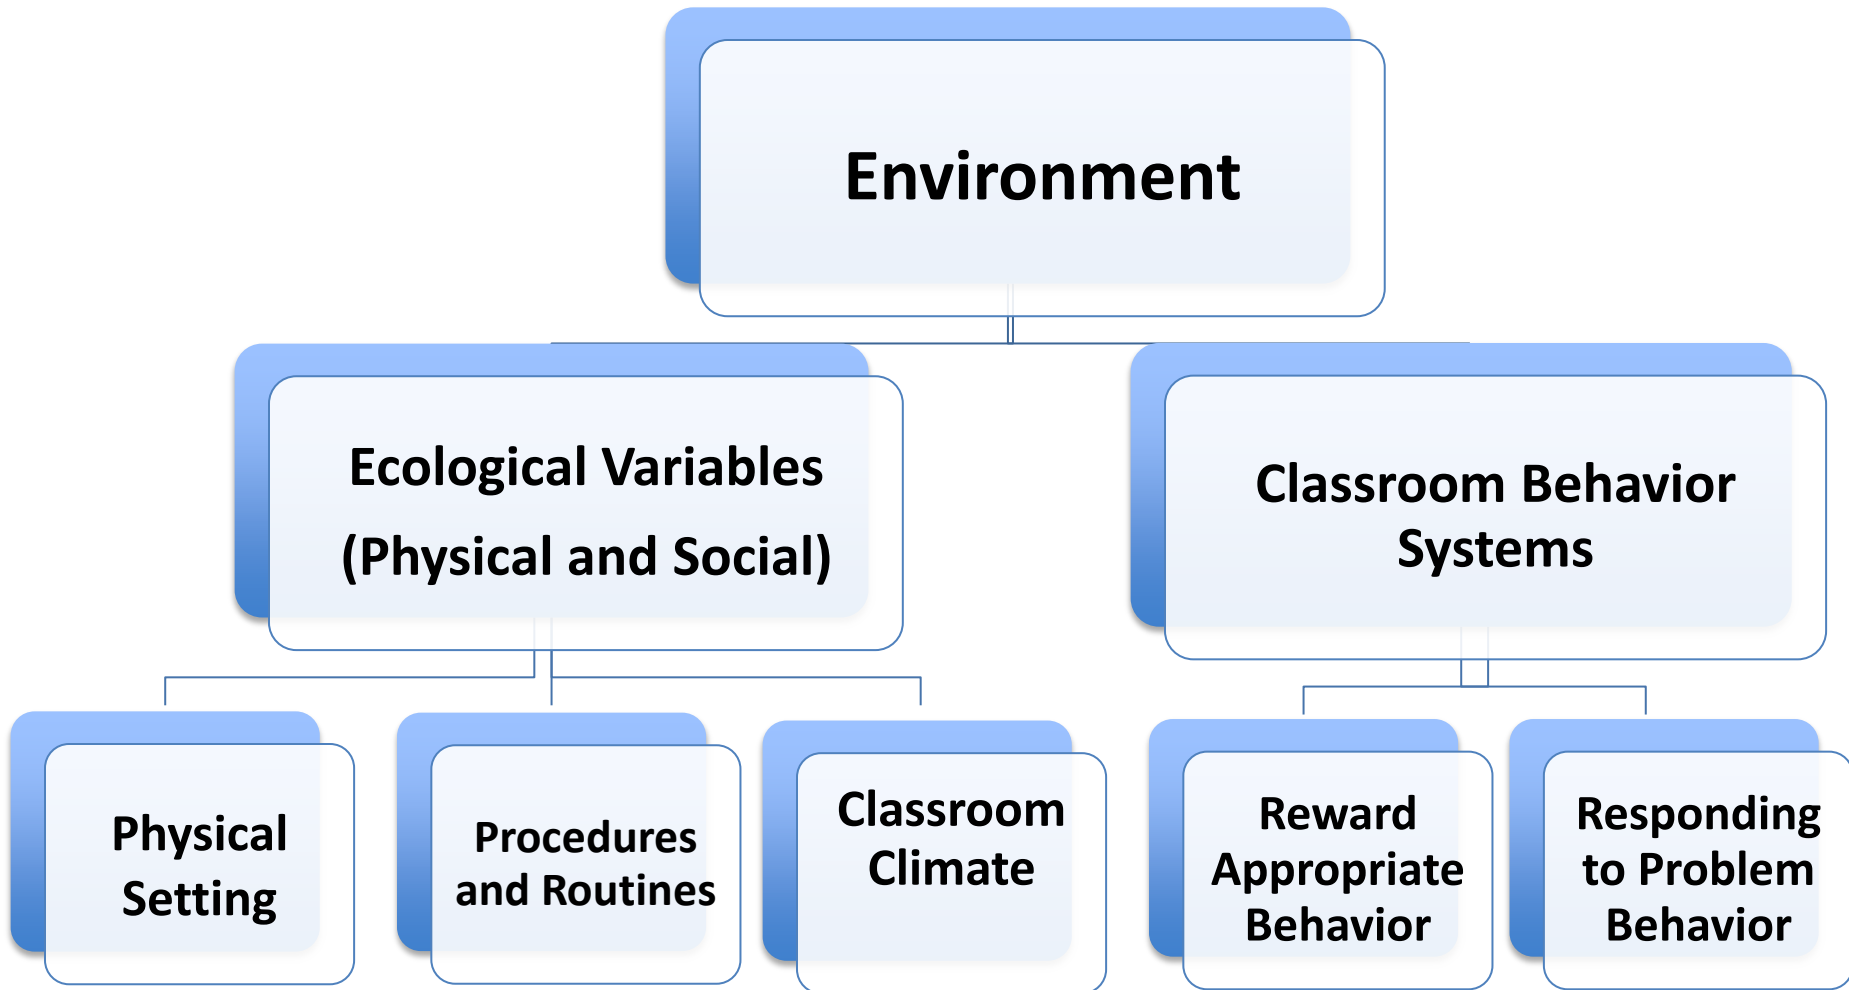 Environment
Ecological Variables
(Physical and Social)
Classroom Behavior
Systems
Physical
Setting
Procedures
and Routines
Classroom
Climate
Reward
Appropriate
Behavior
Responding
to Problem
Behavior